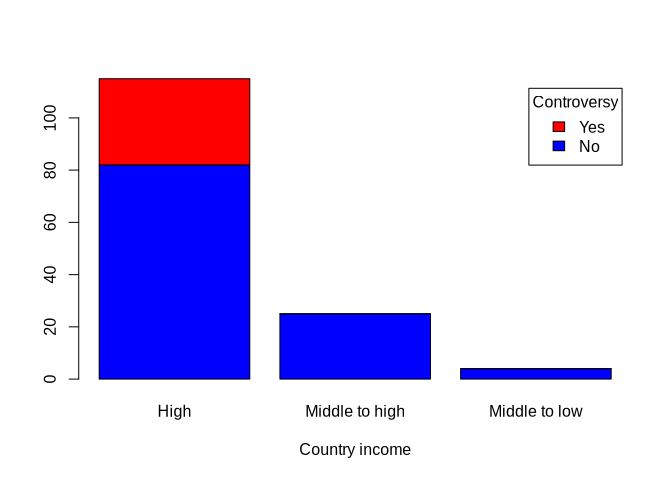 Controversy
Yes
No
100
80
60
40
20
0
High Middle to high Middle to low
Country income